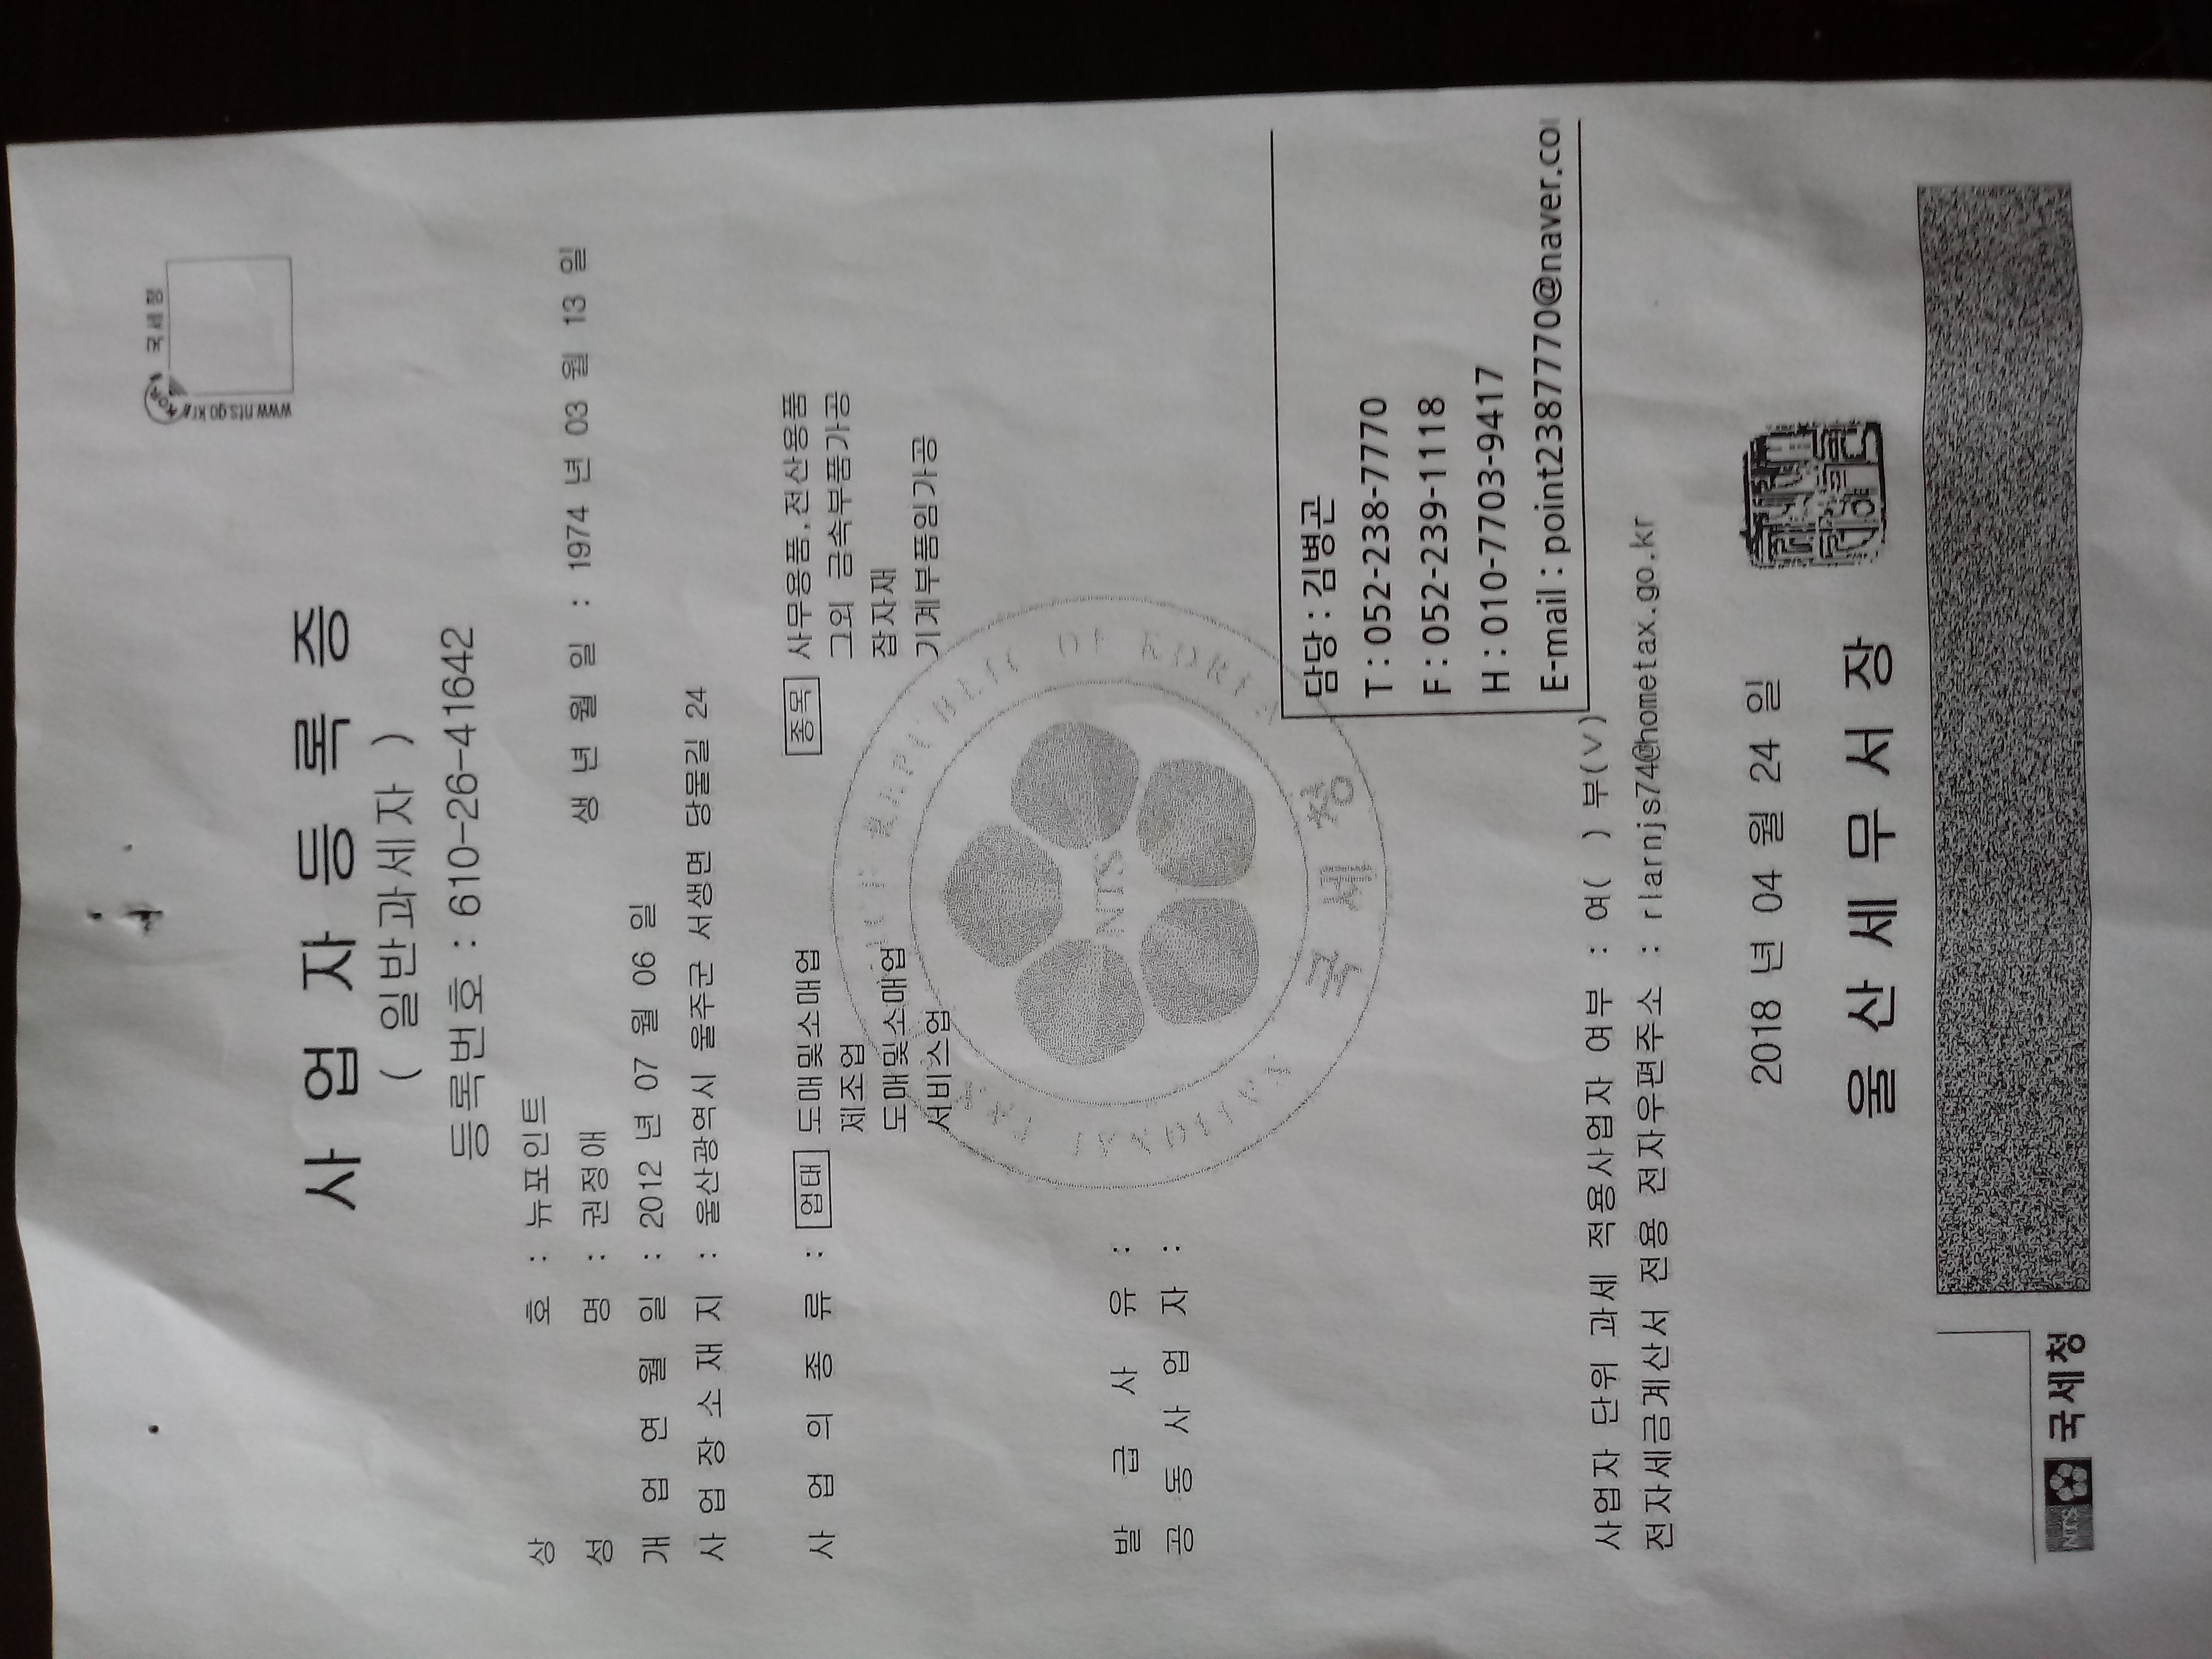 국세청
www.nts.go.kr
사업자등록증
( 일반과세자 )
등록번호 : 610-26-41642
상 호 : 뉴포인트
성 명 : 권정애 생 년 월 일 : 1974 년 03 월 13 일
개 업 연 월 일 : 2012 년 07 월 06 일
사 업 장 소 재 지 : 울산광역시 울주군 서생면 당물길 24
사 업 의 종 류 : 업태 도매및소매업 종목 사무용품,전산용품
제조업 그외 금속부품가공
도매및소매업 잡자재
서비스업 기계부품임가공
REPUBLIC OF KOREA
NATIONAL
NTS
국세청
발 급 사 유 :
공 동 사 업 자 :
담당 : 김병곤
T : 052-238-7770
F : 052-239-1118
H : 010-7703-9417
E-mail : point2387770@naver.co
사업자 단위 과세 적용사업자 여부 : 여( ) 부(v)
전자세금계산서 전용 전자우편주소 : rlarnjs74@hometax.go.kr
2018 년 04 월 24 일
울 산 세 무 서 장
NTS 국세청